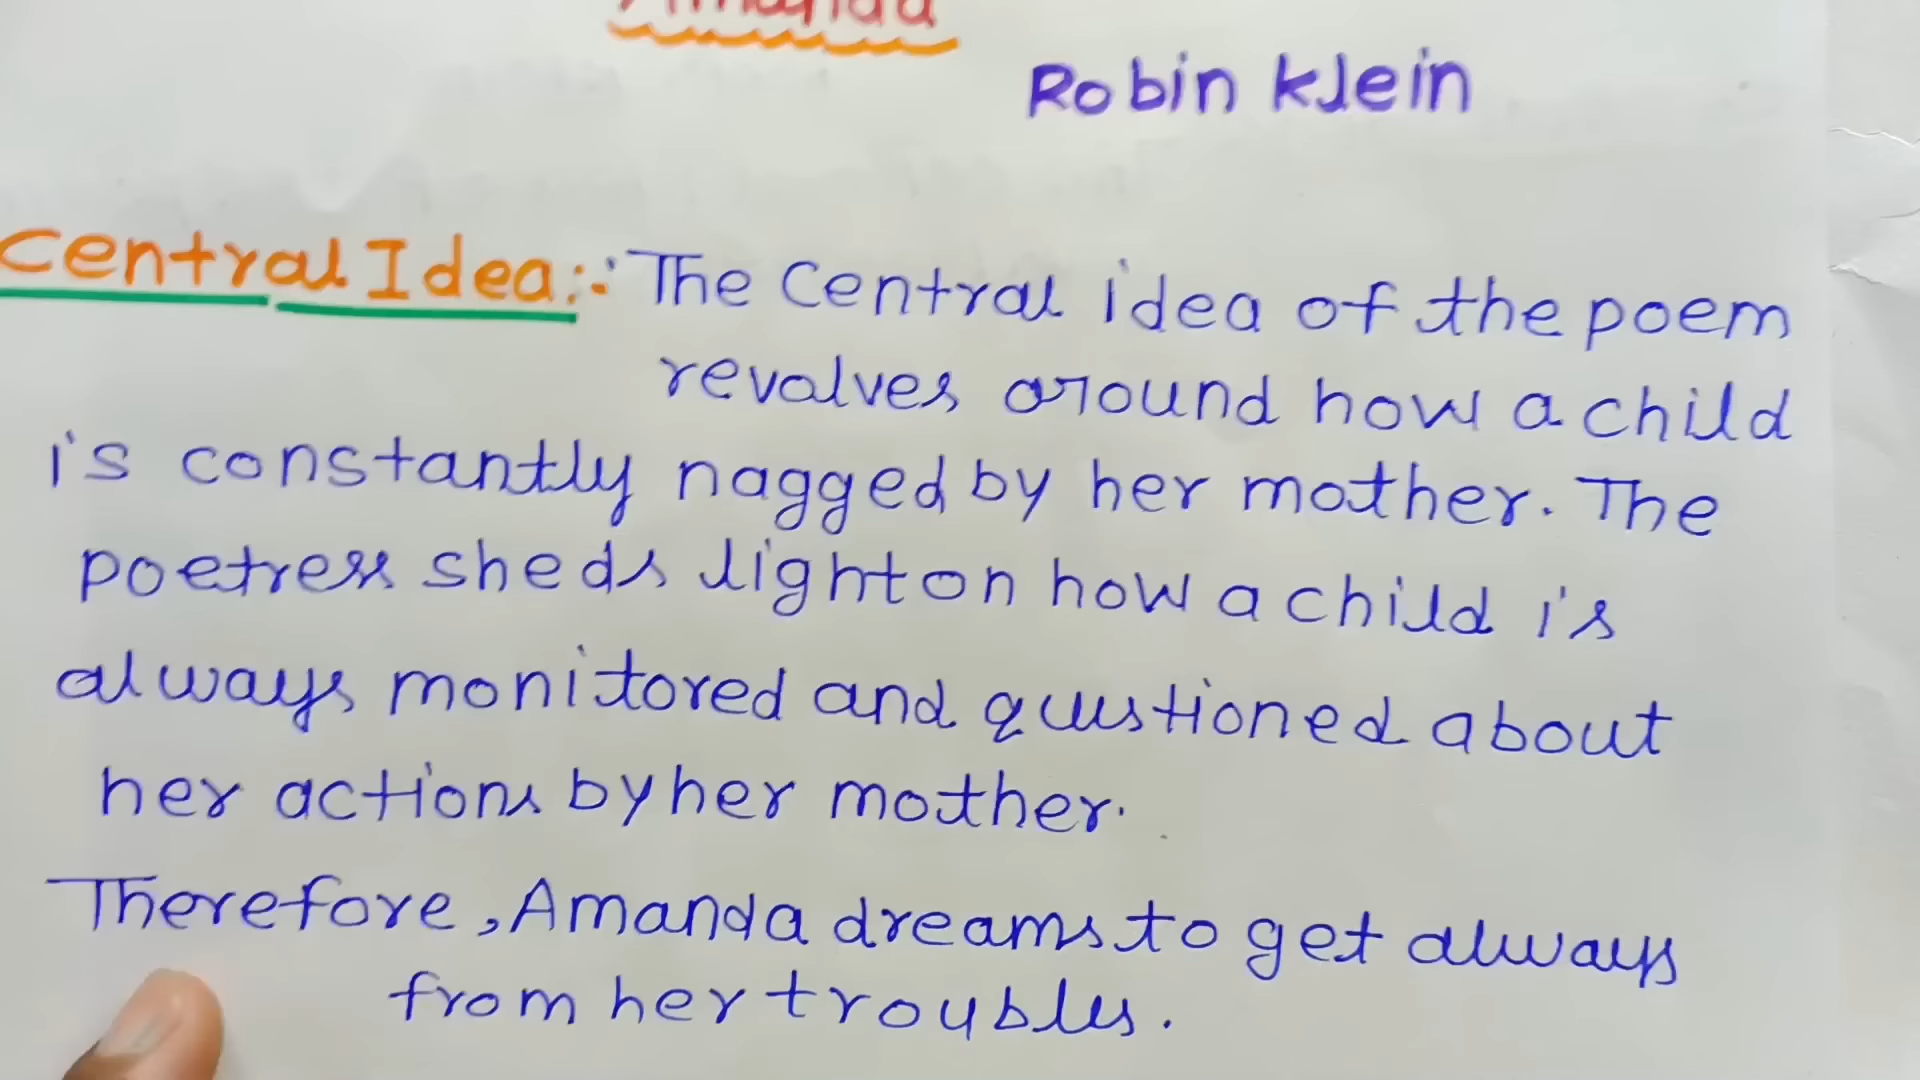 Amanda
Robin Klein
Central Idea:- The Central idea of the poem
revolves around how a child
is constantly nagged by her mother. The
poetress sheds light on how a child is
always monitored and questioned about
her actions by her mother.
Therefore, Amanda dreams to get always
from her troubles.